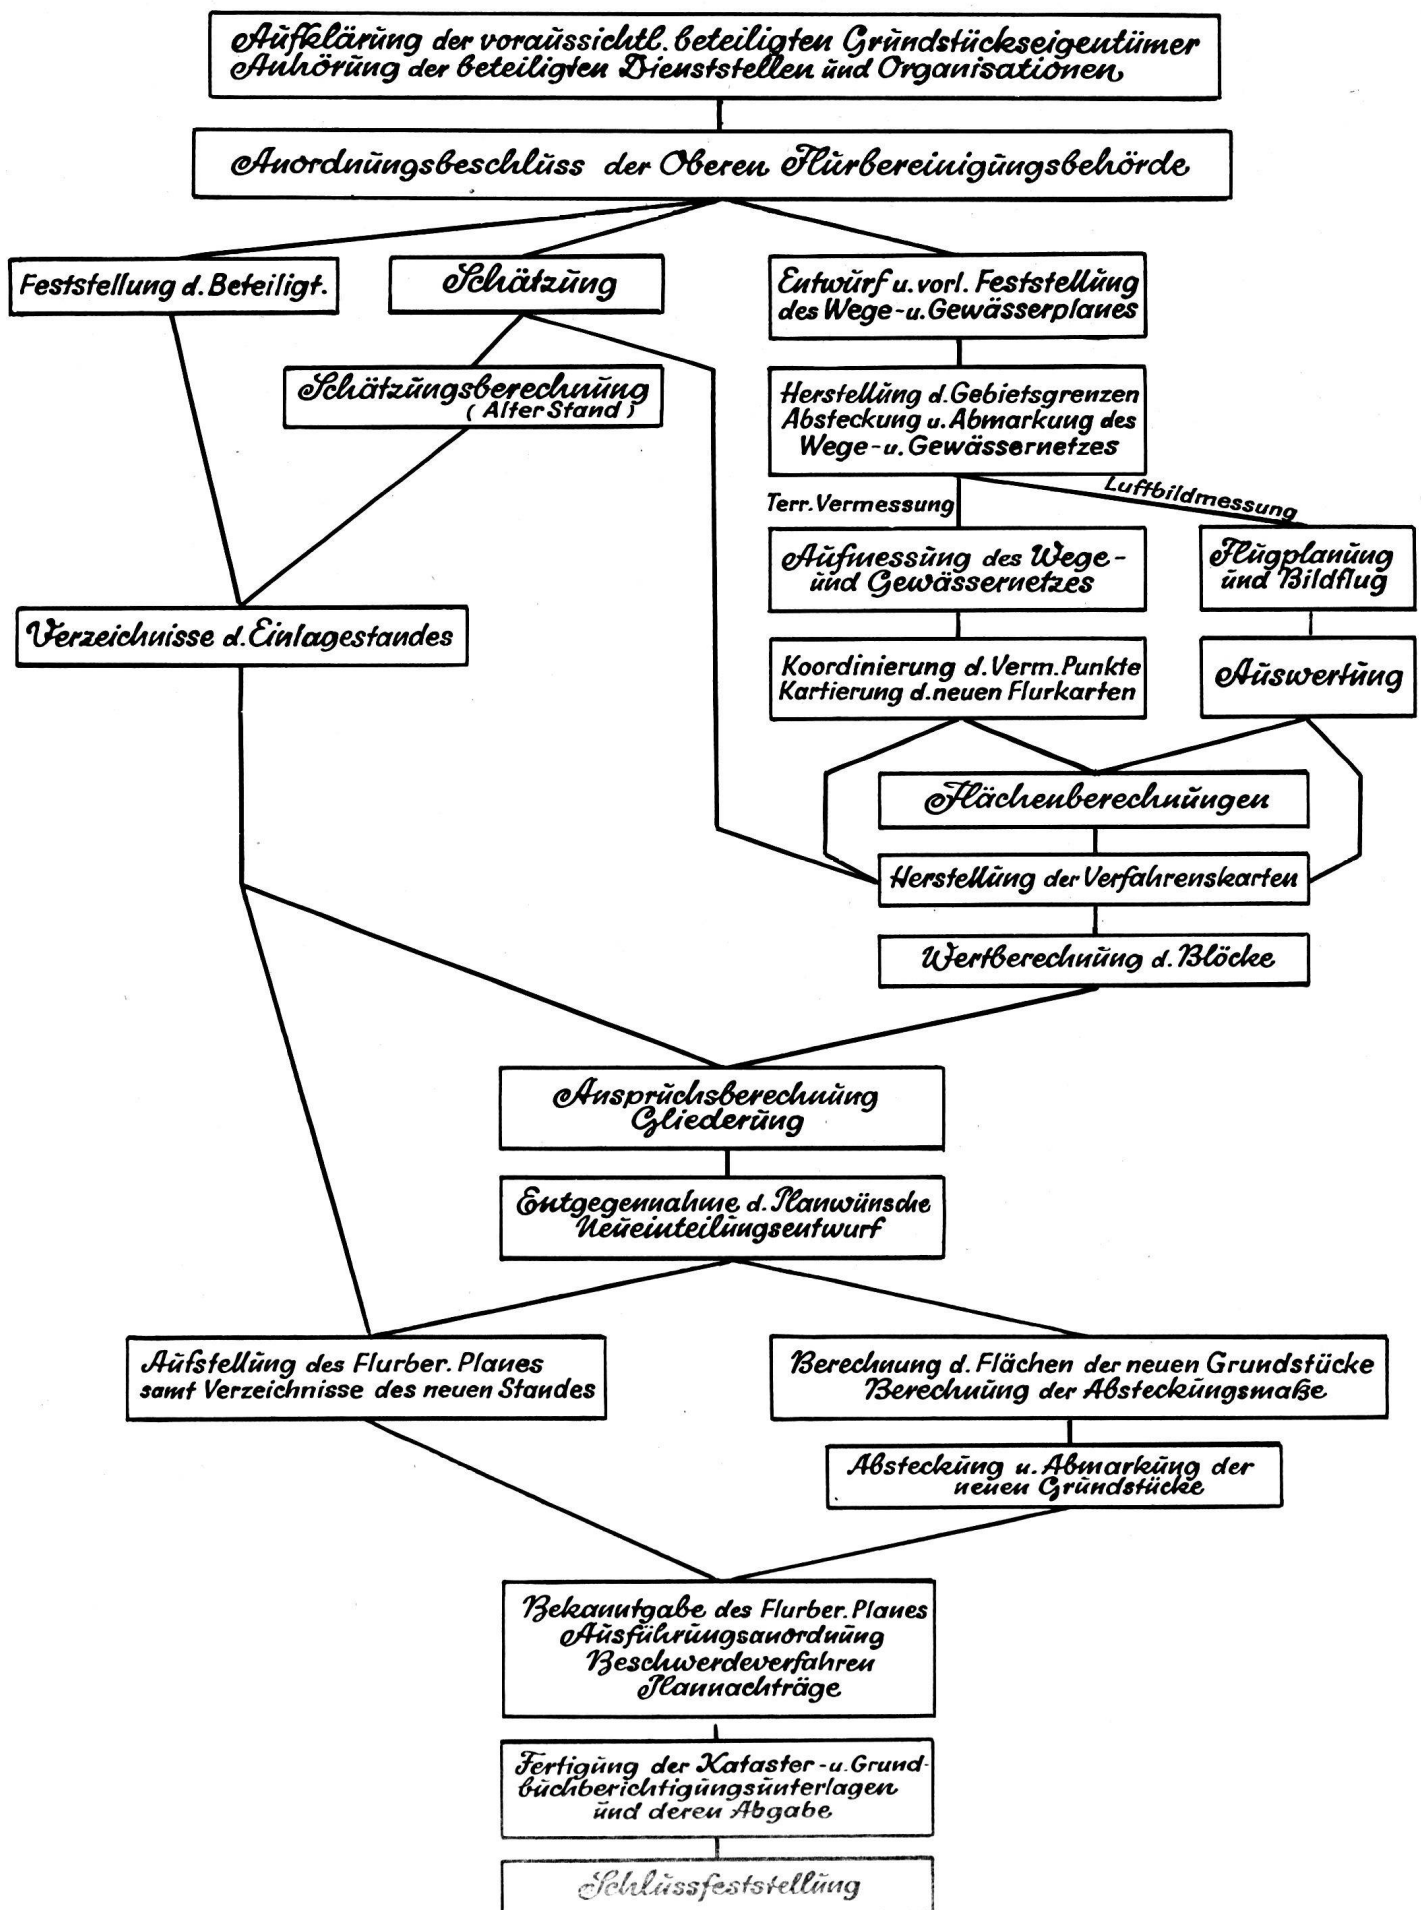 Aufklärung der voraussichtl. beteiligten Grundstückseigentümer
Anhörung der beteiligten Dienststellen und Organisationen
Anordnungsbeschluss der Oberen Flurbereinigungsbehörde
Feststellung d. Beteiligt.
Schätzung
Entwurf u. vorl. Feststellung
des Wege- u. Gewässerplanes
Schätzungsberechnung
(Alter Stand)
Herstellung d. Gebietsgrenzen
Absteckung u. Abmarkung des
Wege- u. Gewässernetzes
Terr. Vermessung
Luftbildmessung
Aufmessung des Wege-
und Gewässernetzes
Flugplanung
und Bildflug
Verzeichnisse d. Einlagestandes
Koordinierung d. Verm. Punkte
Kartierung d. neuen Flurkarten
Auswertung
Flächenberechnungen
Herstellung der Verfahrenskarten
Wertberechnung d. Blöcke
Anspruchsberechnung
Gliederung
Entgegennahme d. Planwünsche
Neueinteilungsentwurf
Aufstellung des Flurber. Planes
samt Verzeichnisse des neuen Standes
Berechnung d. Flächen der neuen Grundstücke
Berechnung der Absteckungsmaße
Absteckung u. Abmarkung der
neuen Grundstücke
Bekanntgabe des Flurber. Planes
Ausführungsanordnung
Beschwerdeverfahren
Plannachträge
Fertigung der Kataster- u. Grund-
buchberichtigungsunterlagen
und deren Abgabe
Schlussfeststellung